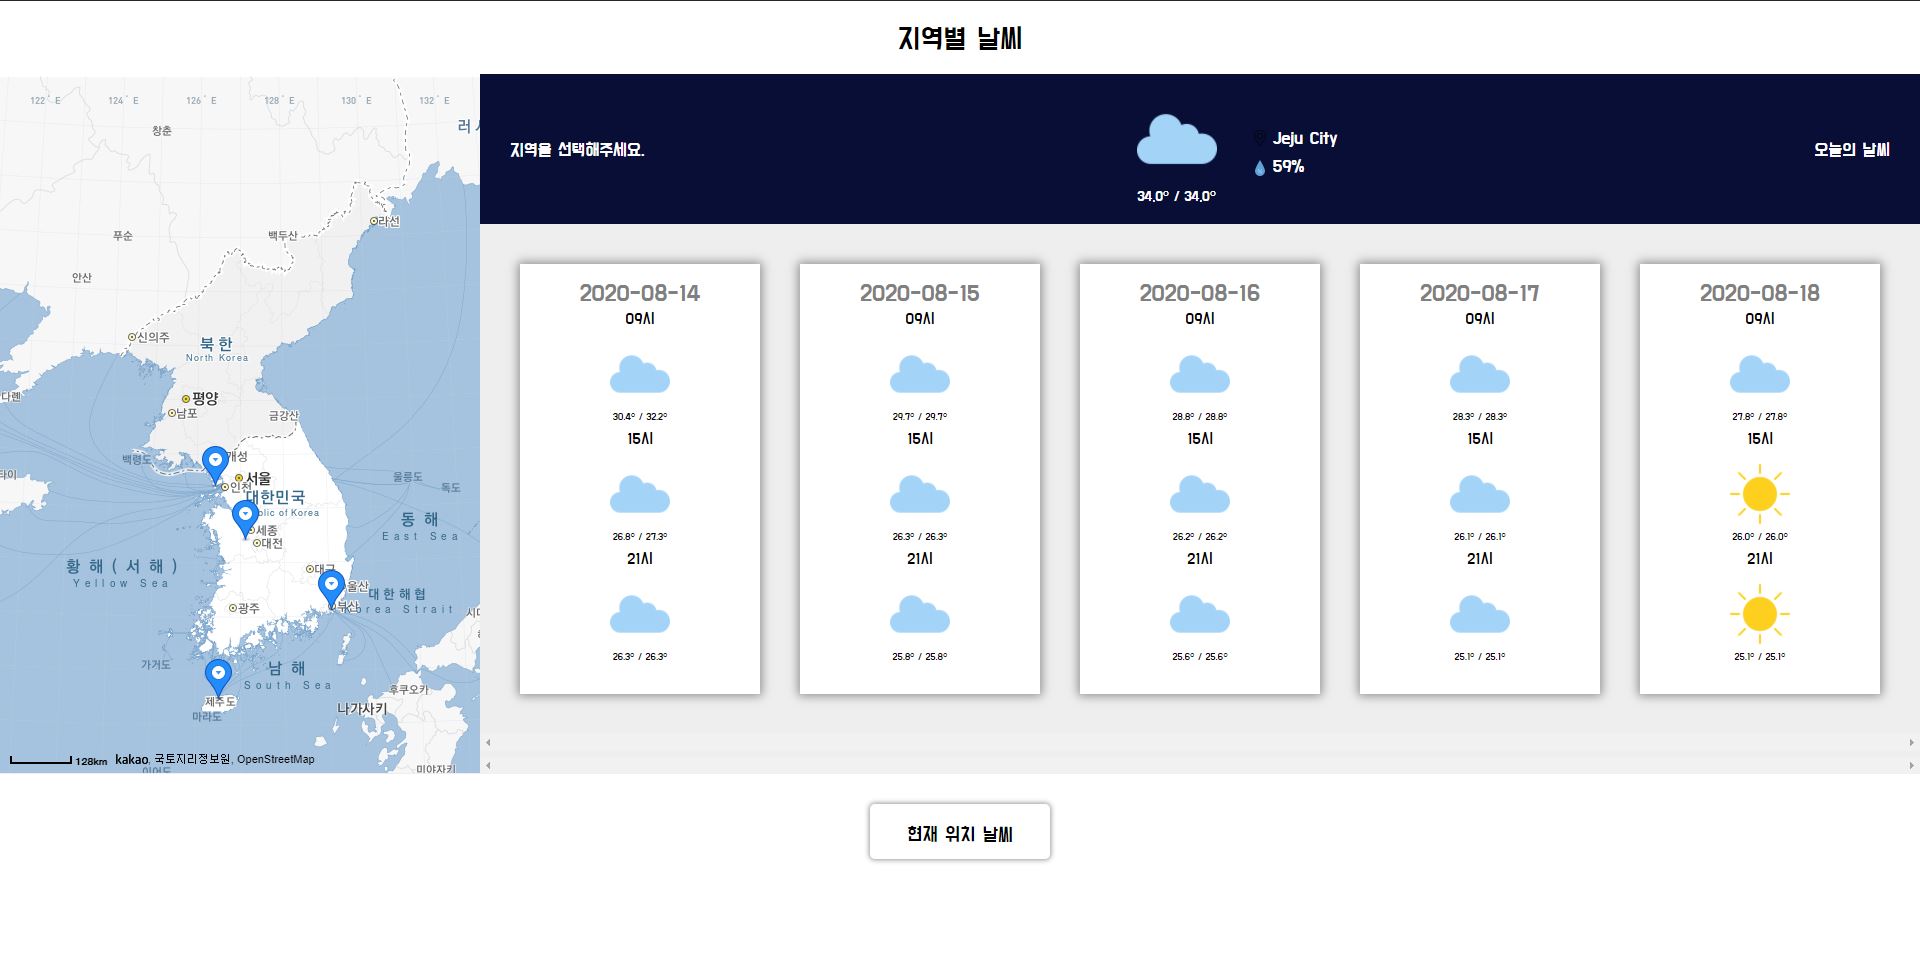 지역별 날씨
122° E 124° E 126° E 128° E 130° E 132° E
러시
창춘
라선
푸순
백두산
안산
신의주
북한
North Korea
다롄
평양
남포
금강산
백령도
개성
타이
서울
인천
울릉도
독도
대한민국
blic of Korea
동 해
East Sea
세종
대전
황 해 ( 서 해 )
Yellow Sea
대구
울산
대한해협
orea Strait
부산
광주
가거도
남 해
South Sea
제주도
마라도
후쿠오카
나가사키
미야자키
이어도
128km kakao, 국토지리정보원, OpenStreetMap
지역을 선택해주세요.
34.0° / 34.0°
Jeju City
59%
오늘의 날씨
2020-08-14
09시
30.4° / 32.2°
15시
26.8° / 27.3°
21시
26.3° / 26.3°
2020-08-15
09시
29.7° / 29.7°
15시
26.3° / 26.3°
21시
25.8° / 25.8°
2020-08-16
09시
28.8° / 28.8°
15시
26.2° / 26.2°
21시
25.6° / 25.6°
2020-08-17
09시
28.3° / 28.3°
15시
26.1° / 26.1°
21시
25.1° / 25.1°
2020-08-18
09시
27.8° / 27.8°
15시
26.0° / 26.0°
21시
25.1° / 25.1°
현재 위치 날씨